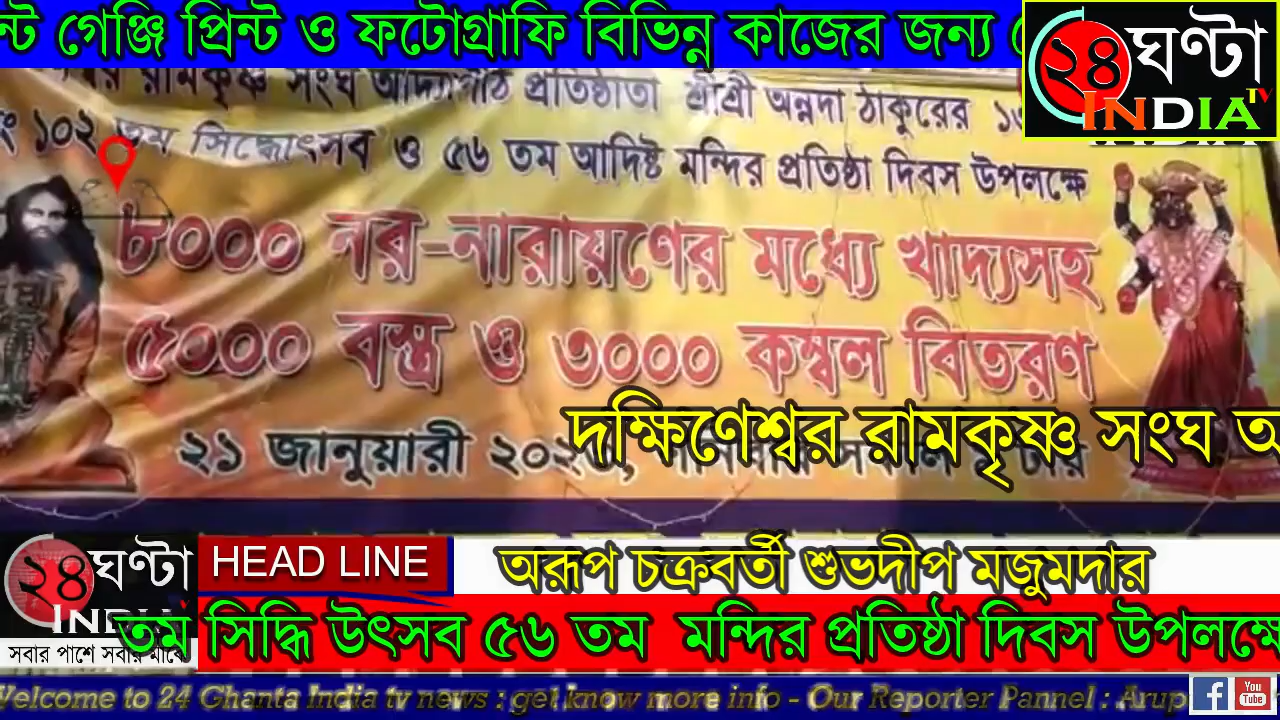 ন্ট গেঞ্জি প্রিন্ট ও ফটোগ্রাফি বিভিন্ন কাজের জন্য
২৪ ঘণ্টা
INDIA TV
রামকৃষ্ণ সংঘ আদ্যাপীঠ প্রতিষ্ঠাতা শ্রীশ্রী অন্নদা ঠাকুরের
১০২ তম সিদ্ধোৎসব ও ৫৬ তম আদিষ্ট মন্দির প্রতিষ্ঠা দিবস উপলক্ষে
৮০০০ নর-নারায়ণের মধ্যে খাদ্যসহ
৫০০০ বস্ত্র ও ৩০০০ কম্বল বিতরণ
২১ জানুয়ারী
দক্ষিণেশ্বর রামকৃষ্ণ সংঘ অ
২৪ ঘণ্টা
INDIA
সবার পাশে সবার মাঝে
HEAD LINE
অরূপ চক্রবর্তী শুভদীপ মজুমদার
তম সিদ্ধি উৎসব ৫৬ তম মন্দির প্রতিষ্ঠা দিবস উপলক্ষে
Welcome to 24 Ghanta India tv news : get know more info - Our Reporter Pannel : Arup
f You Tube